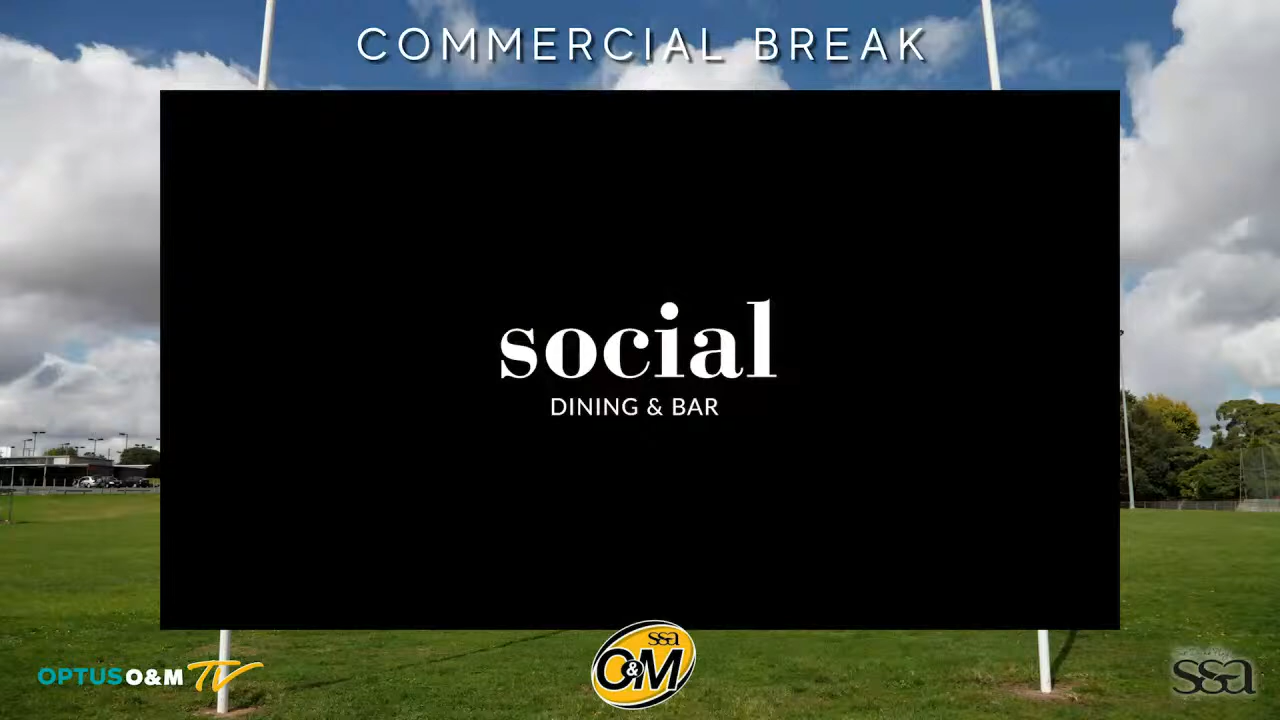 COMMERCIAL BREAK
social
DINING & BAR
OPTUS O&M TV
ssa
O&M
ssa